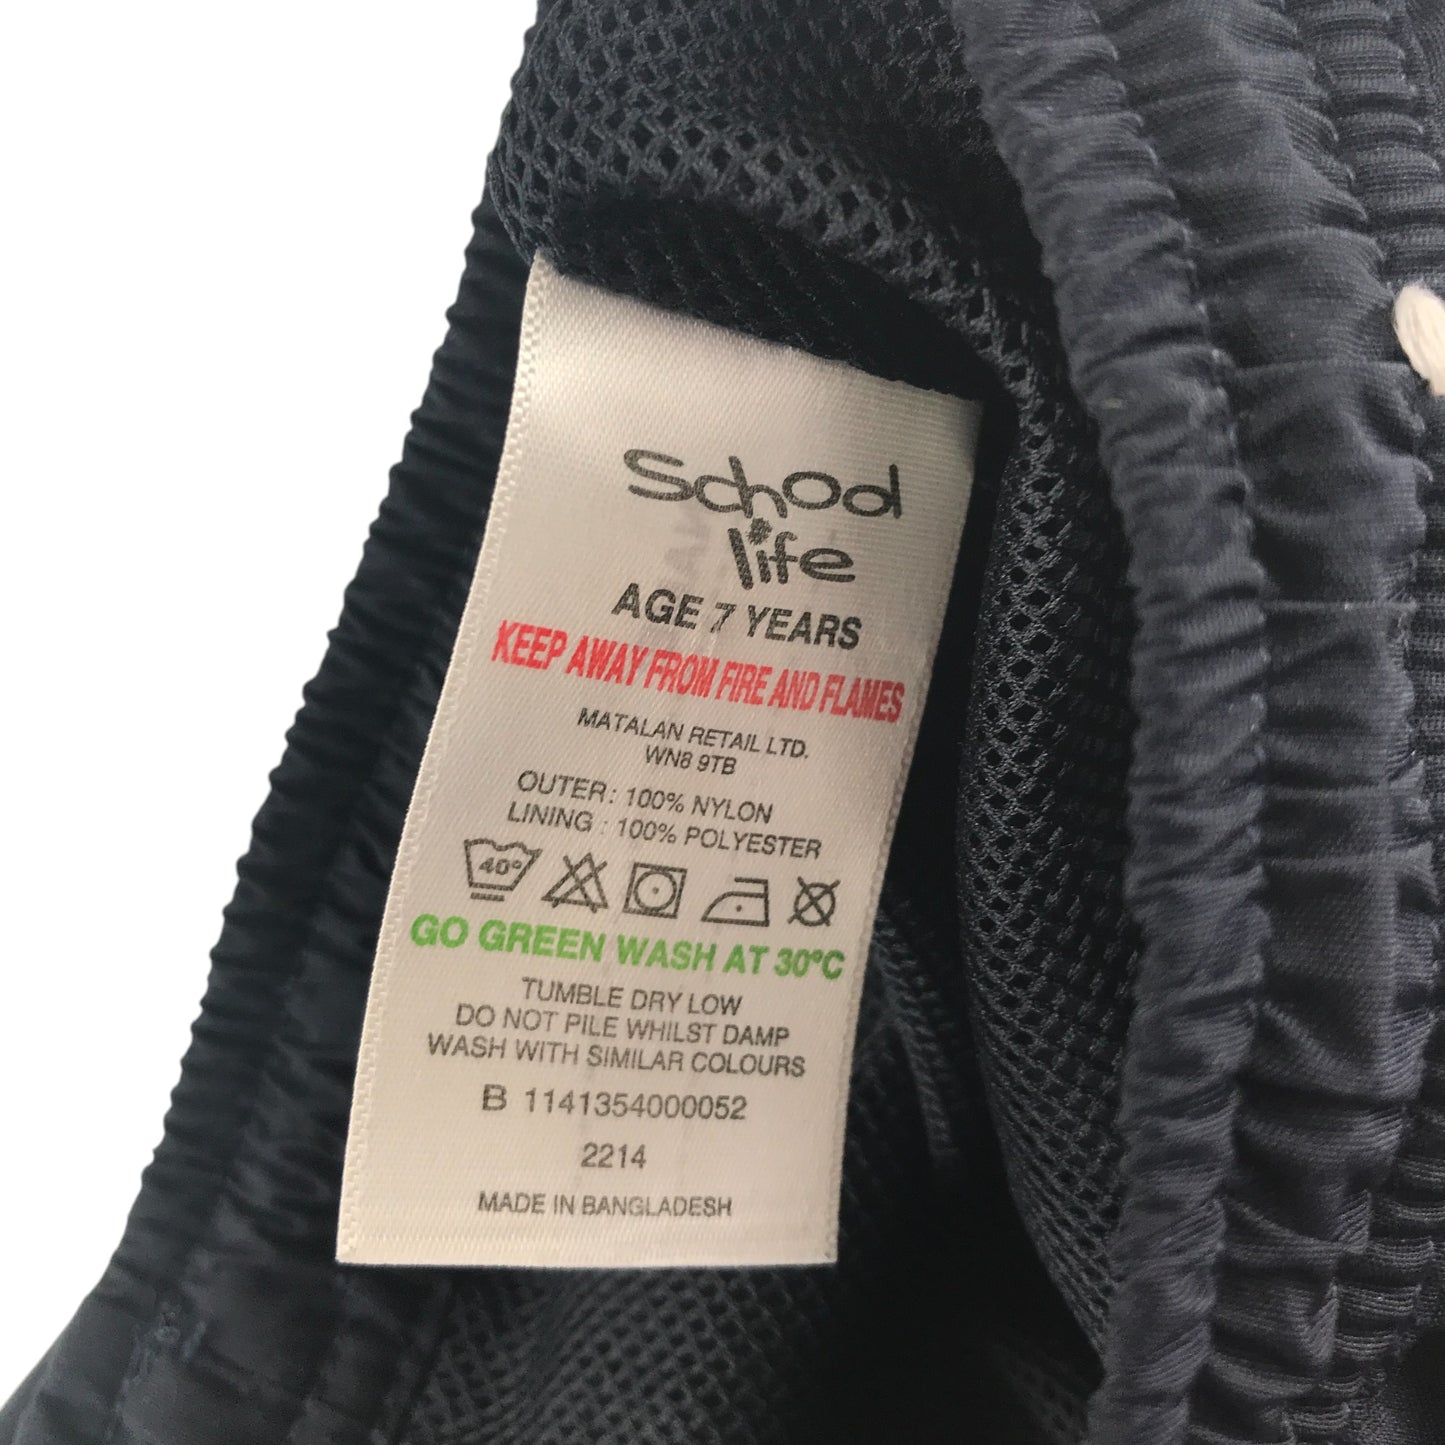 School
life
AGE 7 YEARS
KEEP AWAY FROM FIRE AND FLAMES
MATALAN RETAIL LTD.
WN8 9TB
OUTER: 100% NYLON
LINING : 100% POLYESTER
40°
GO GREEN WASH AT 30°C
TUMBLE DRY LOW
DO NOT PILE WHILST DAMP
WASH WITH SIMILAR COLOURS
B 1141354000052
2214
MADE IN BANGLADESH